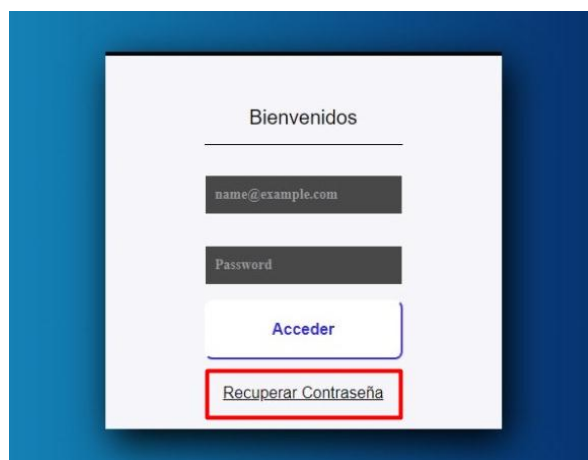 Bienvenidos
name@example.com
Password
Acceder
Recuperar Contraseña